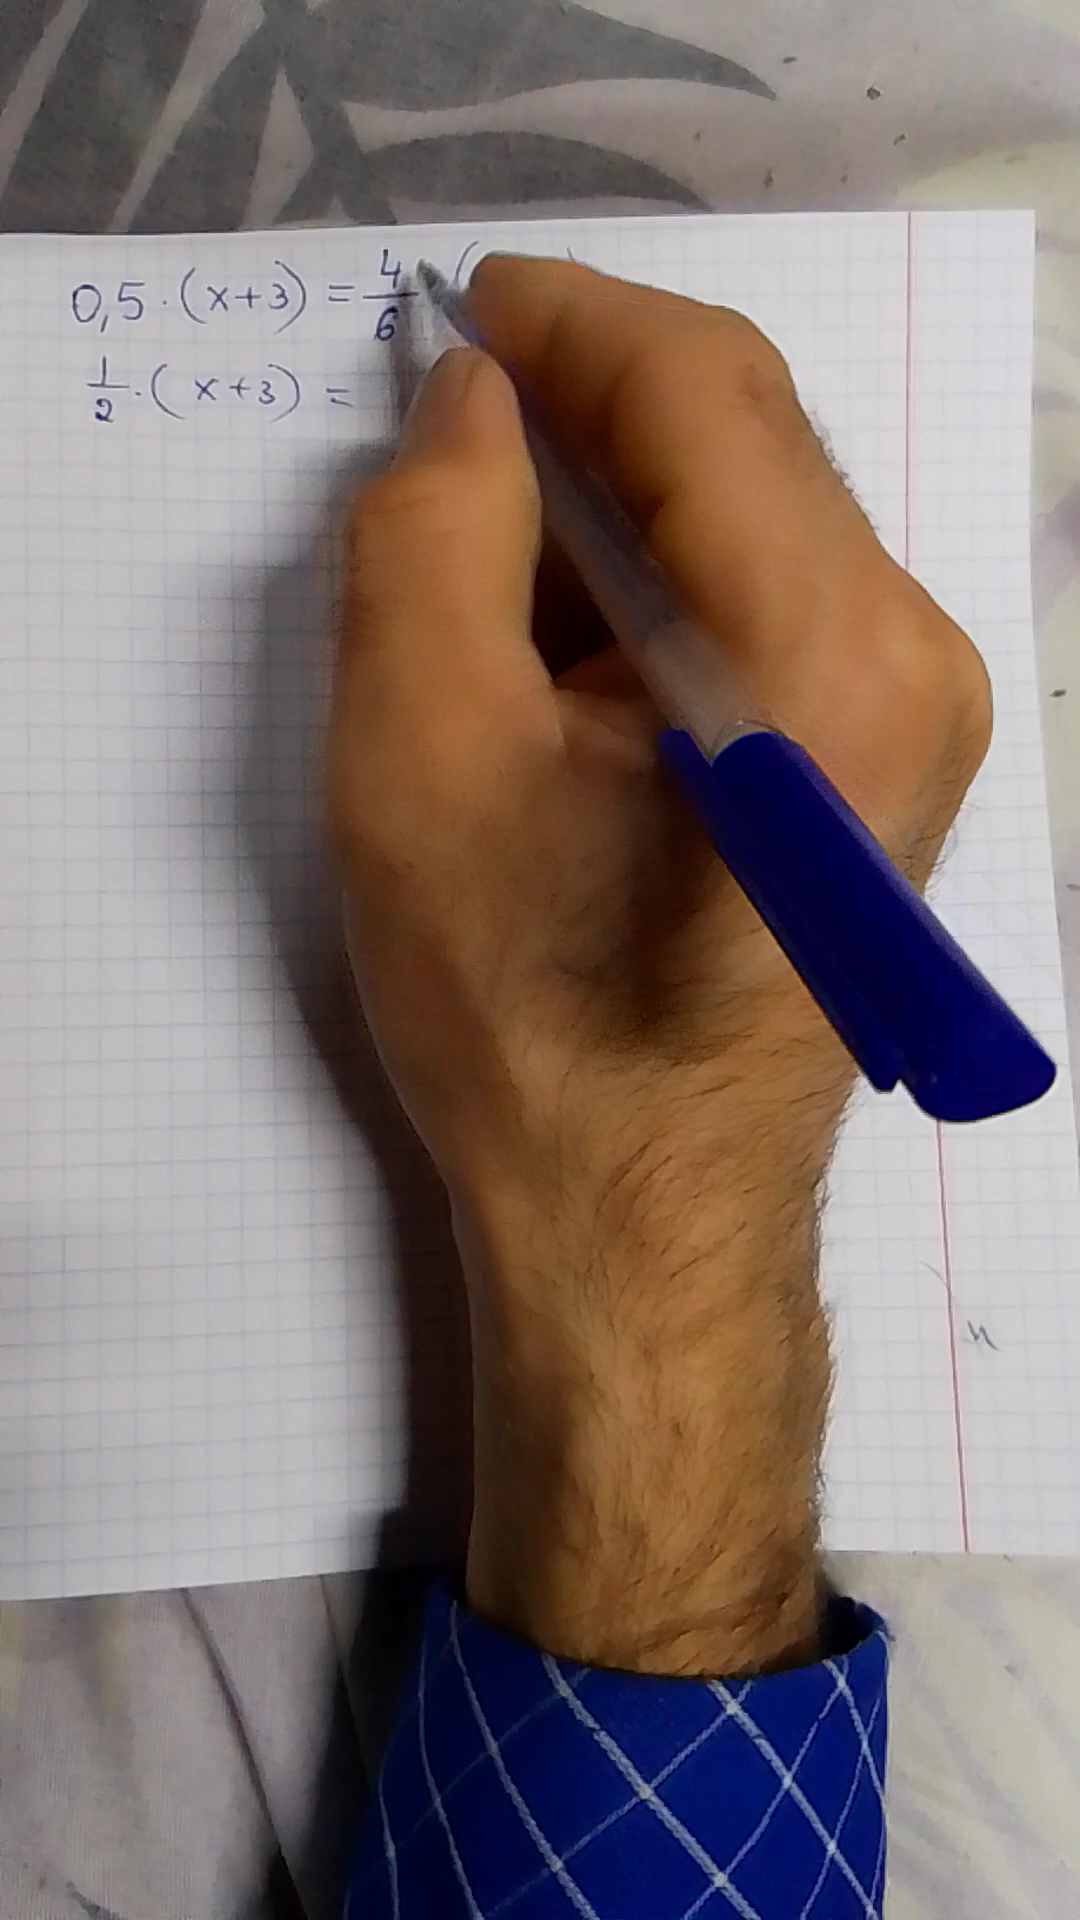 0,5·(x+3) = 4/6 (
1/2·(x+3) =